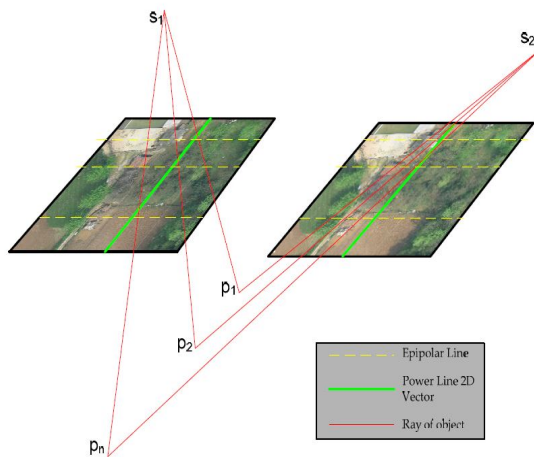 s1
s2
p1
p2
pn
Epipolar Line
Power Line 2D
Vector
Ray of object